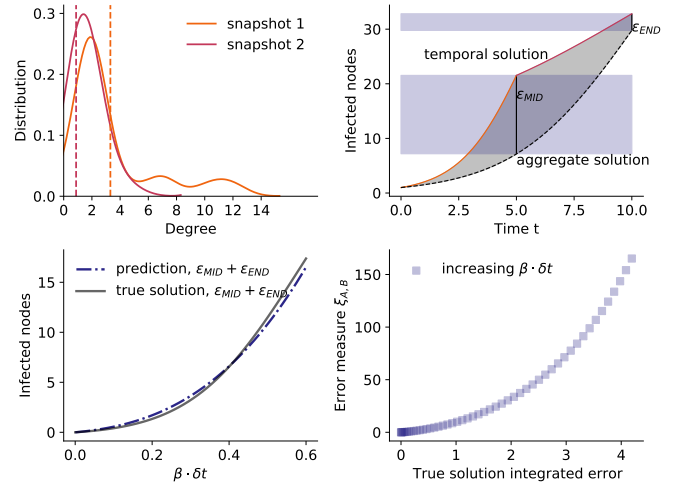 snapshot 1
snapshot 2
Distribution
0.3
0.2
0.1
0.0
0 2 4 6 8 10 12 14
Degree
Infected nodes
30
20
10
0
ε_END
temporal solution
ε_MID
aggregate solution
0.0 2.5 5.0 7.5 10.0
Time t
Infected nodes
15
10
5
0
prediction, ε_MID + ε_END
true solution, ε_MID + ε_END
0.0 0.2 0.4 0.6
β · δt
Error measure ξ_A,B
150
100
50
0
increasing β · δt
0 1 2 3 4
True solution integrated error